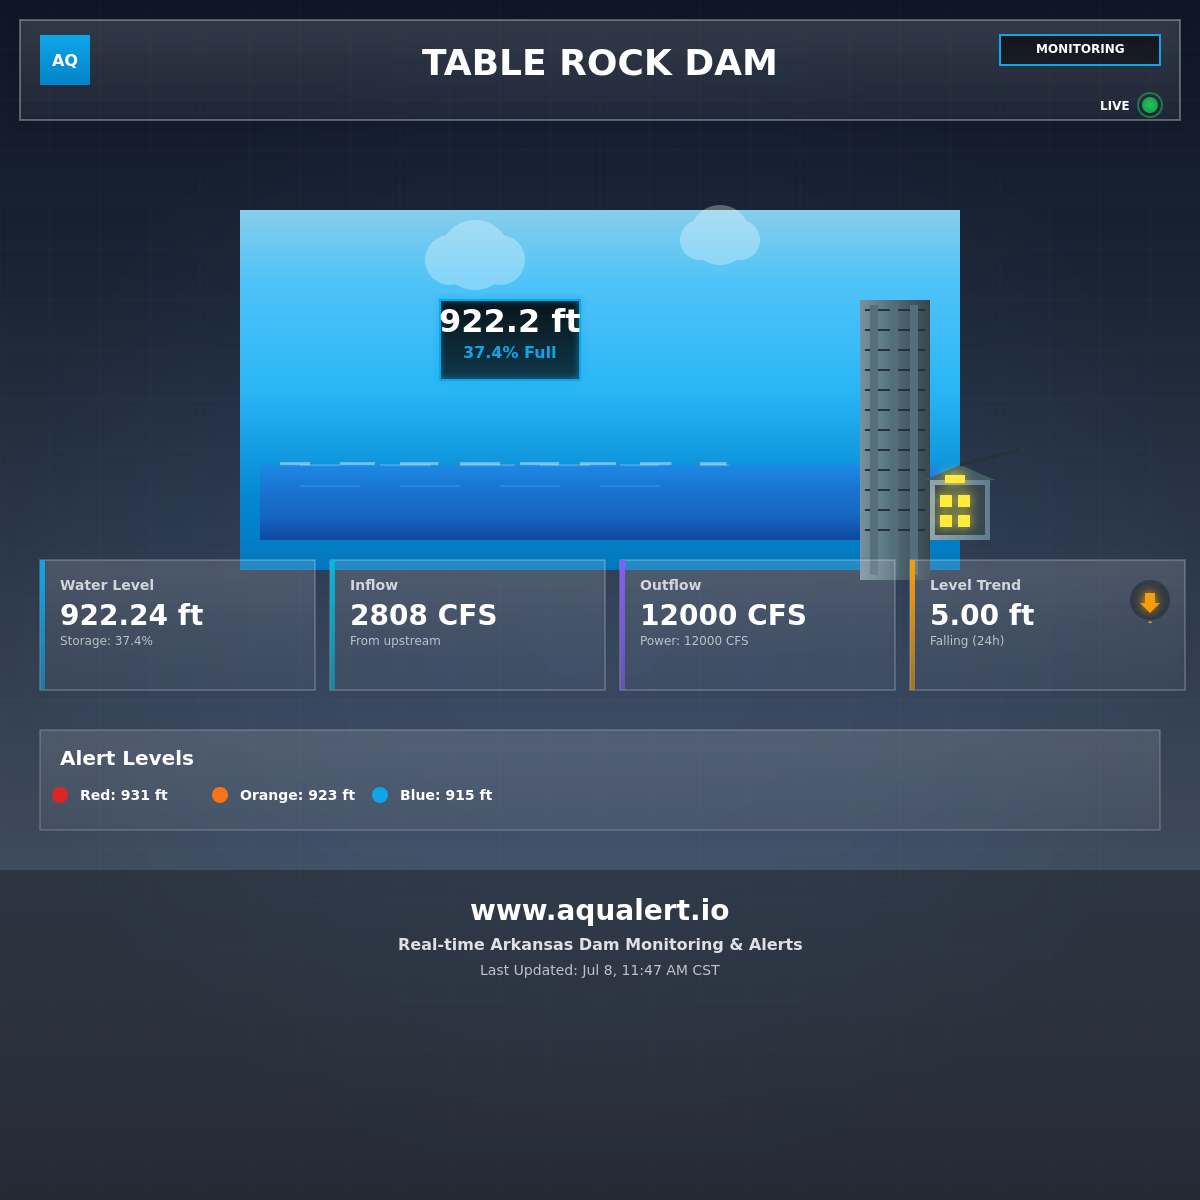 AQ
TABLE ROCK DAM
MONITORING
LIVE
922.2 ft
37.4% Full
Water Level
922.24 ft
Storage: 37.4%
Inflow
2808 CFS
From upstream
Outflow
12000 CFS
Power: 12000 CFS
Level Trend
5.00 ft
Falling (24h)
Alert Levels
Red: 931 ft
Orange: 923 ft
Blue: 915 ft
www.aqualert.io
Real-time Arkansas Dam Monitoring & Alerts
Last Updated: Jul 8, 11:47 AM CST